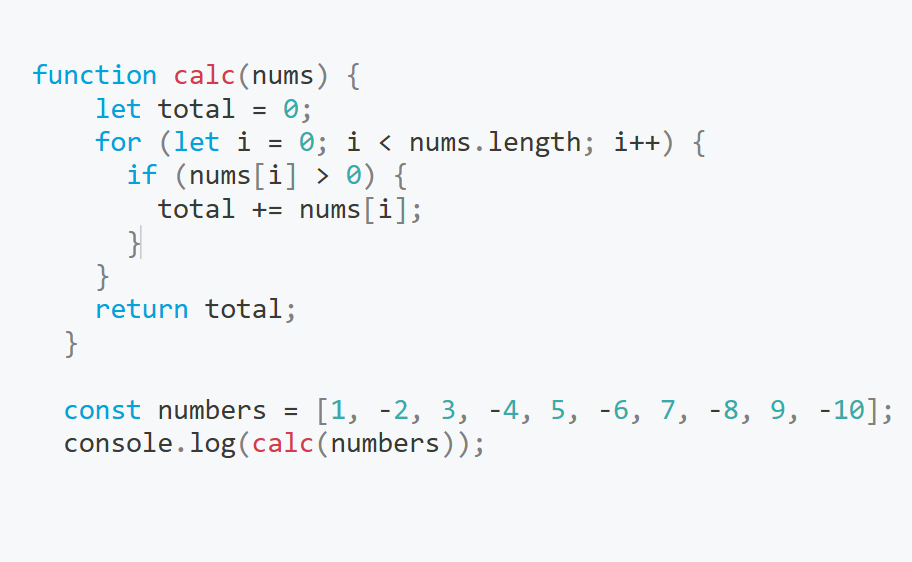 function calc(nums) {
    let total = 0;
    for (let i = 0; i < nums.length; i++) {
      if (nums[i] > 0) {
        total += nums[i];
      }
    }
    return total;
  }

  const numbers = [1, -2, 3, -4, 5, -6, 7, -8, 9, -10];
  console.log(calc(numbers));